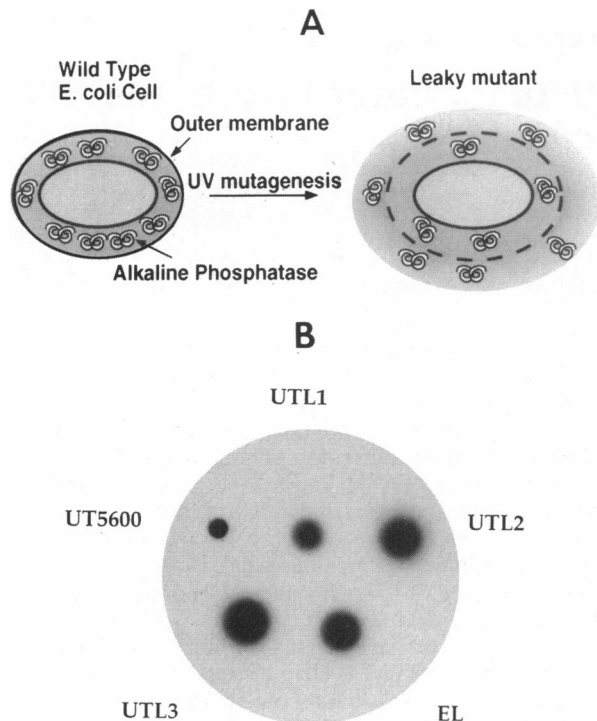 A
Wild Type
E. coli Cell
Leaky mutant
Outer membrane
UV mutagenesis
Alkaline Phosphatase
B
UTL1
UT5600
UTL2
UTL3
EL